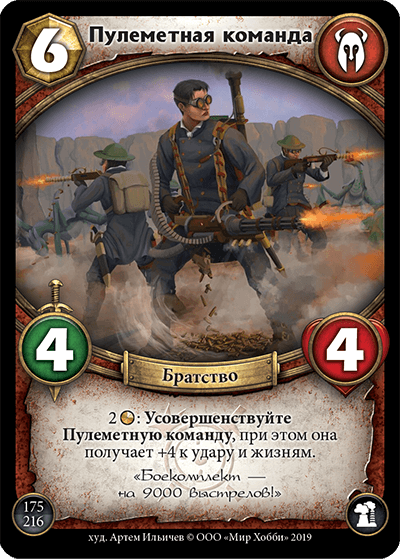 6
Пулеметная команда
4
4
Братство
2 : Усовершенствуйте
Пулеметную команду, при этом она
получает +4 к удару и жизням.
«Боекомплект —
на 9000 выстрелов!»
175
216
худ. Артем Ильичев © ООО «Мир Хобби» 2019